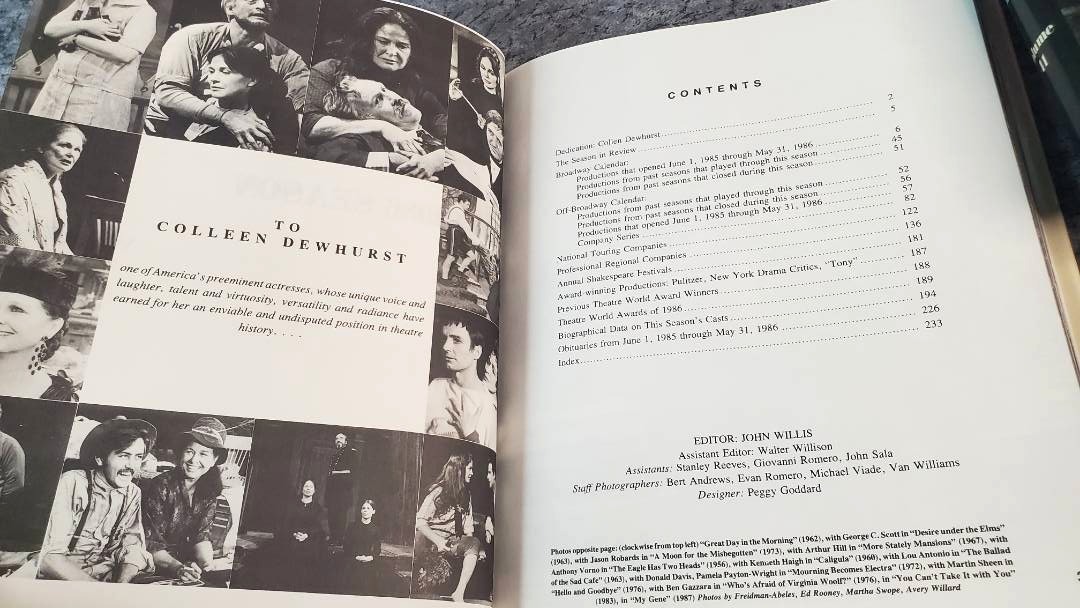 TO
COLLEEN DEWHURST
one of America's preeminent actresses, whose unique voice and
laughter, talent and virtuosity, versatility and radiance have
earned for her an enviable and undisputed position in theatre
history. . . .
CONTENTS
Dedication: Collen Dewhurst 2
The Season in Review 5
Broadway Calendar:
Productions that opened June 1, 1985 through May 31, 1986 6
Productions from past seasons that played through this season 45
Productions from past seasons that closed during this season 51
Off-Broadway Calendar:
Productions from past seasons that played through this season 52
Productions from past seasons that closed during this season 56
Productions that opened June 1, 1985 through May 31, 1986 57
Company Series 82
National Touring Companies 122
Professional Regional Companies 136
Annual Shakespeare Festivals 181
Award-winning Productions: Pulitzer, New York Drama Critics, "Tony" 187
Previous Theatre World Award Winners 188
Theatre World Awards of 1986 189
Biographical Data on This Season's Casts 194
Obituaries from June 1, 1985 through May 31, 1986 226
Index 233
EDITOR: JOHN WILLIS
Assistant Editor: Walter Willison
Assistants: Stanley Reeves, Giovanni Romero, John Sala
Staff Photographers: Bert Andrews, Evan Romero, Michael Viade, Van Williams
Designer: Peggy Goddard
Photos opposite page: (clockwise from top left) "Great Day in the Morning" (1962), with George C. Scott in "Desire under the Elms"
(1963), with Jason Robards in "A Moon for the Misbegotten" (1973), with Arthur Hill in "More Stately Mansions" (1967), with
Anthony Vorno in "The Eagle Has Two Heads" (1956), with Kenneth Haigh in "Caligula" (1960), with Lou Antonio in "The Ballad
of the Sad Cafe" (1963), with Donald Davis, Pamela Payton-Wright in "Mourning Becomes Electra" (1972), with Martin Sheen in
"Hello and Goodbye" (1976), with Ben Gazzara in "Who's Afraid of Virginia Woolf?" (1976), in "You Can't Take It with You"
(1983), in "My Gene" (1987) Photos by Freidman-Abeles, Ed Rooney, Martha Swope, Avery Willard